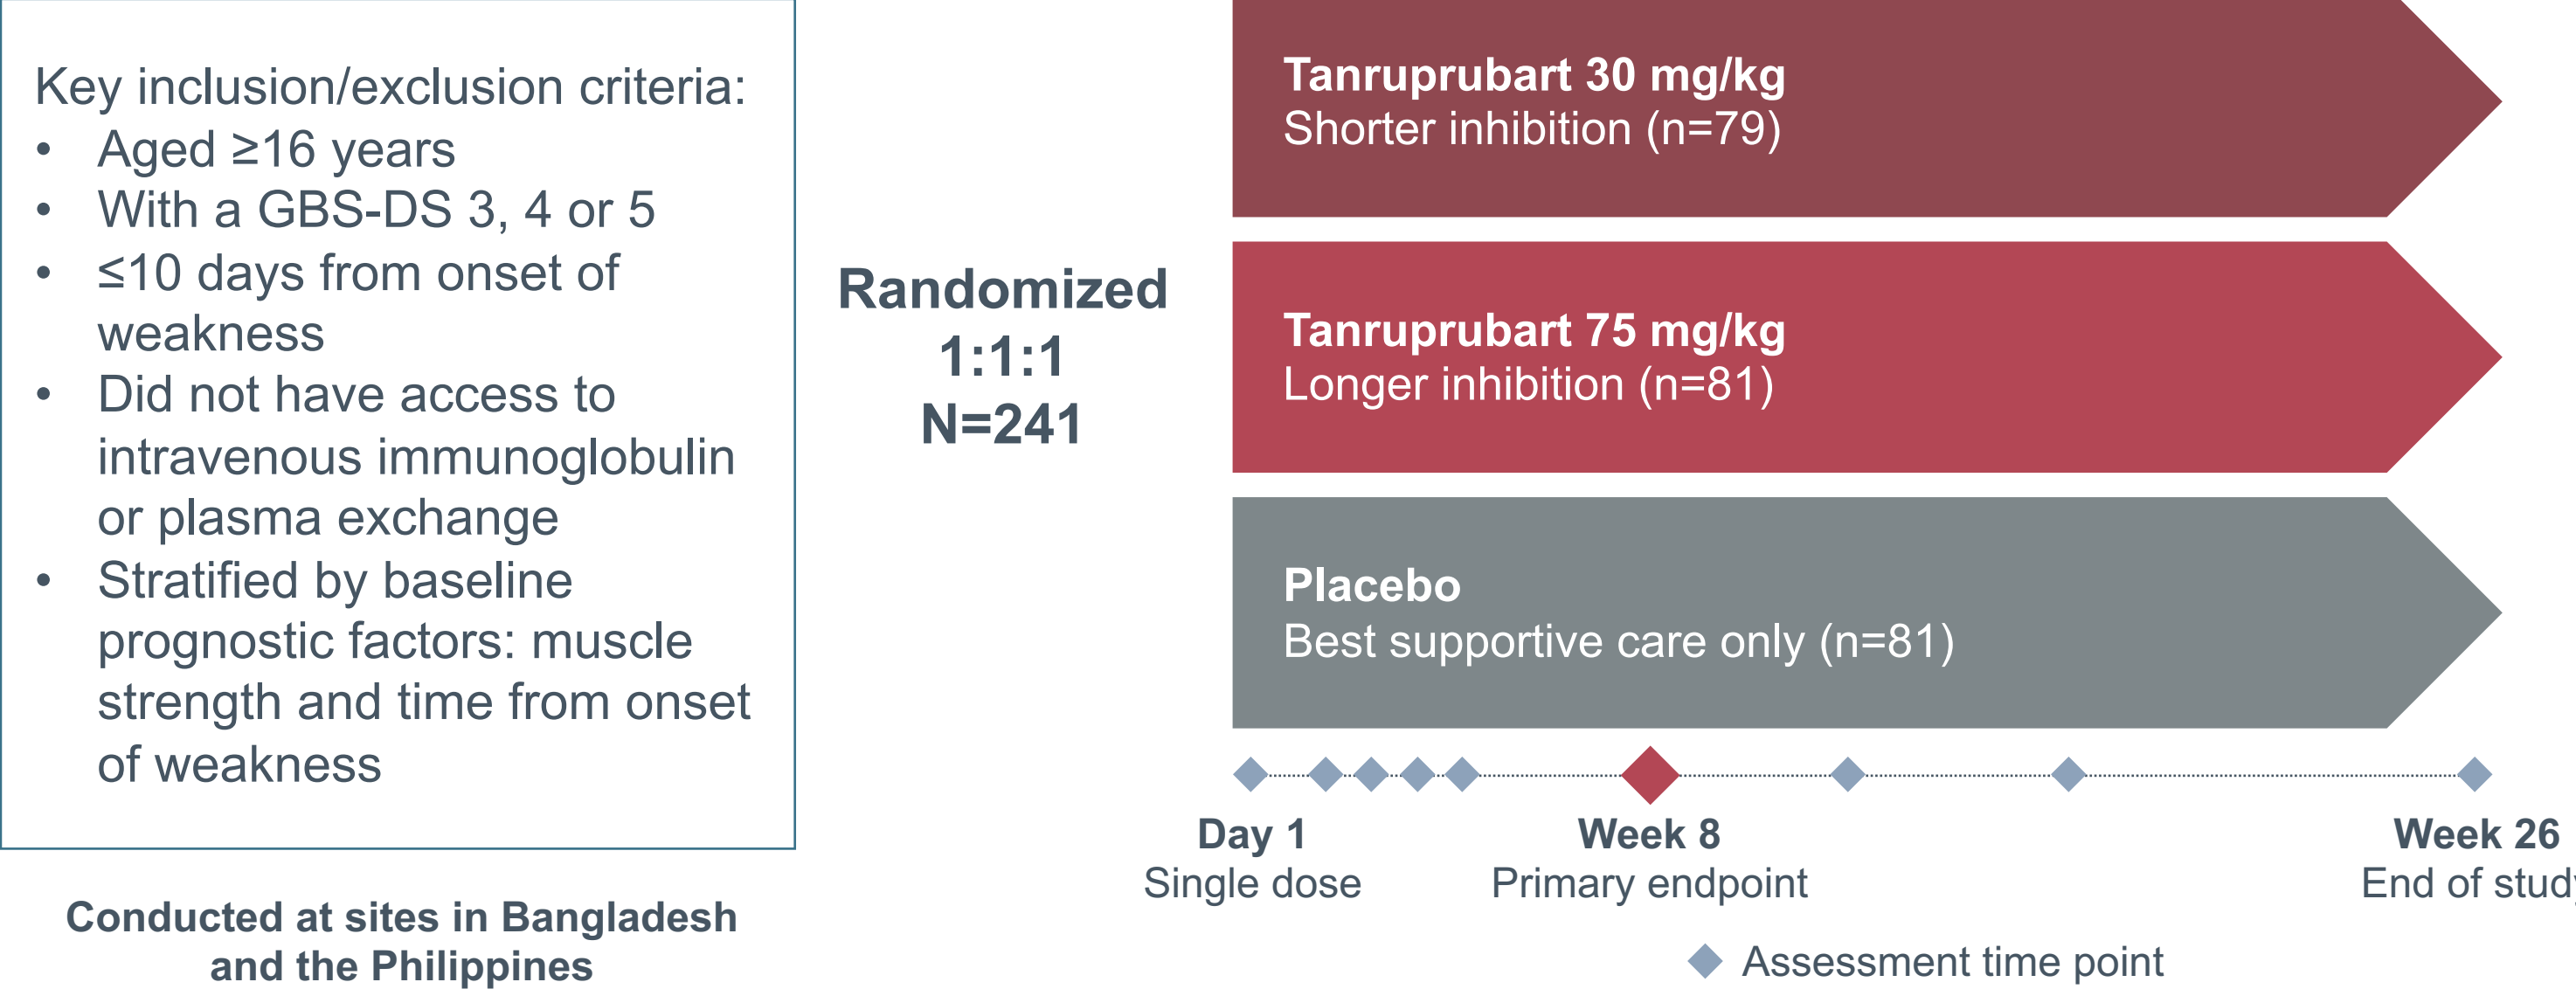 Key inclusion/exclusion criteria:
• Aged ≥16 years
• With a GBS-DS 3, 4 or 5
• ≤10 days from onset of
weakness
• Did not have access to
intravenous immunoglobulin
or plasma exchange
• Stratified by baseline
prognostic factors: muscle
strength and time from onset
of weakness
Conducted at sites in Bangladesh
and the Philippines
Randomized
1:1:1
N=241
Tanruprubart 30 mg/kg
Shorter inhibition (n=79)
Tanruprubart 75 mg/kg
Longer inhibition (n=81)
Placebo
Best supportive care only (n=81)
Day 1
Single dose
Week 8
Primary endpoint
Week 26
End of study
Assessment time point